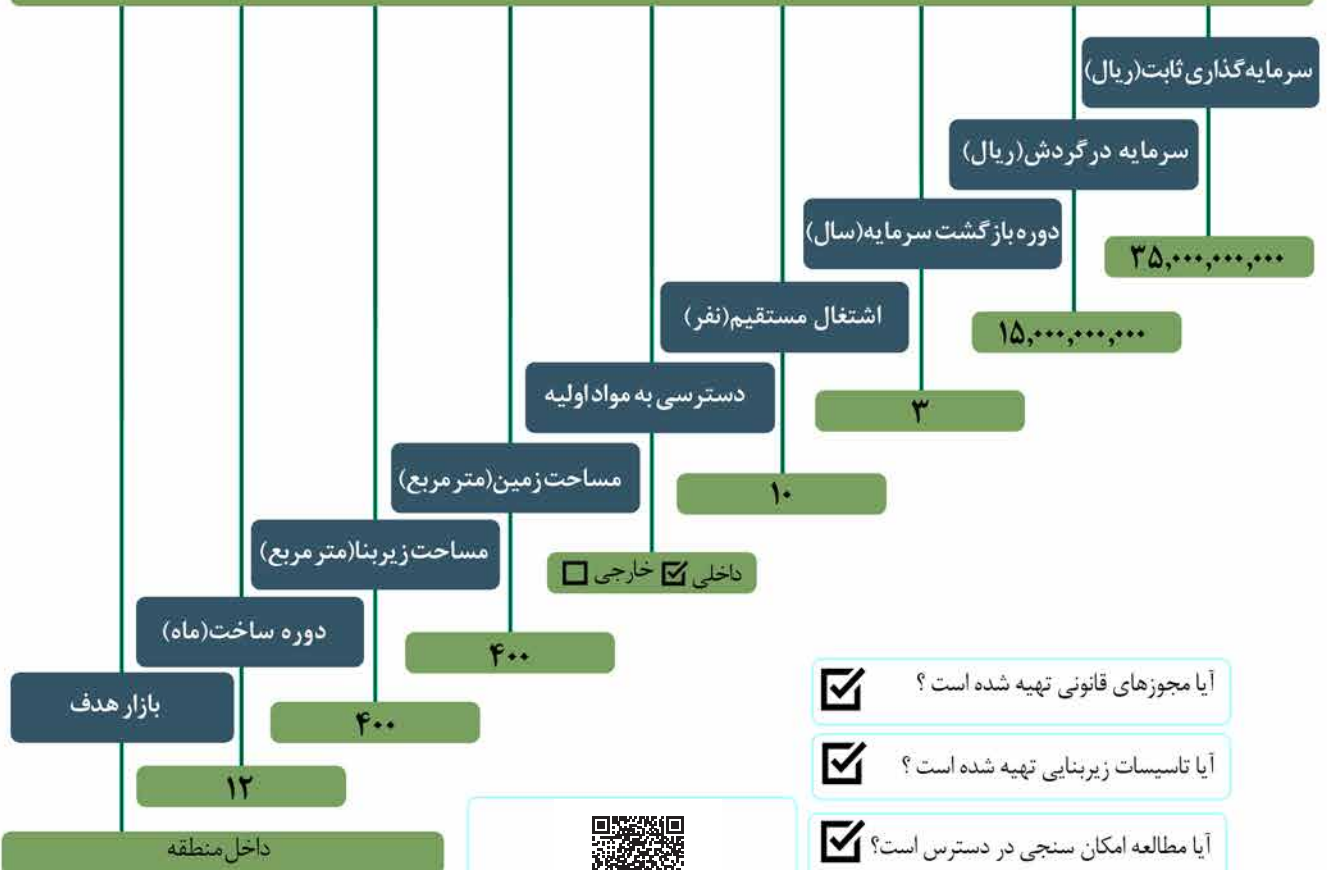 سرمایه‌گذاری ثابت(ریال)
۳۵,۰۰۰,۰۰۰,۰۰۰
سرمایه در گردش(ریال)
۱۵,۰۰۰,۰۰۰,۰۰۰
دوره بازگشت سرمایه(سال)
۳
اشتغال مستقیم(نفر)
۱۰
دسترسی به مواد اولیه
داخلی ☑ خارجی ☐
مساحت زمین(متر مربع)
۴۰۰
مساحت زیربنا(متر مربع)
۴۰۰
دوره ساخت(ماه)
۱۲
بازار هدف
داخل منطقه
آیا مجوزهای قانونی تهیه شده است ؟ ☑
آیا تاسیسات زیربنایی تهیه شده است ؟ ☑
آیا مطالعه امکان سنجی در دسترس است؟ ☑